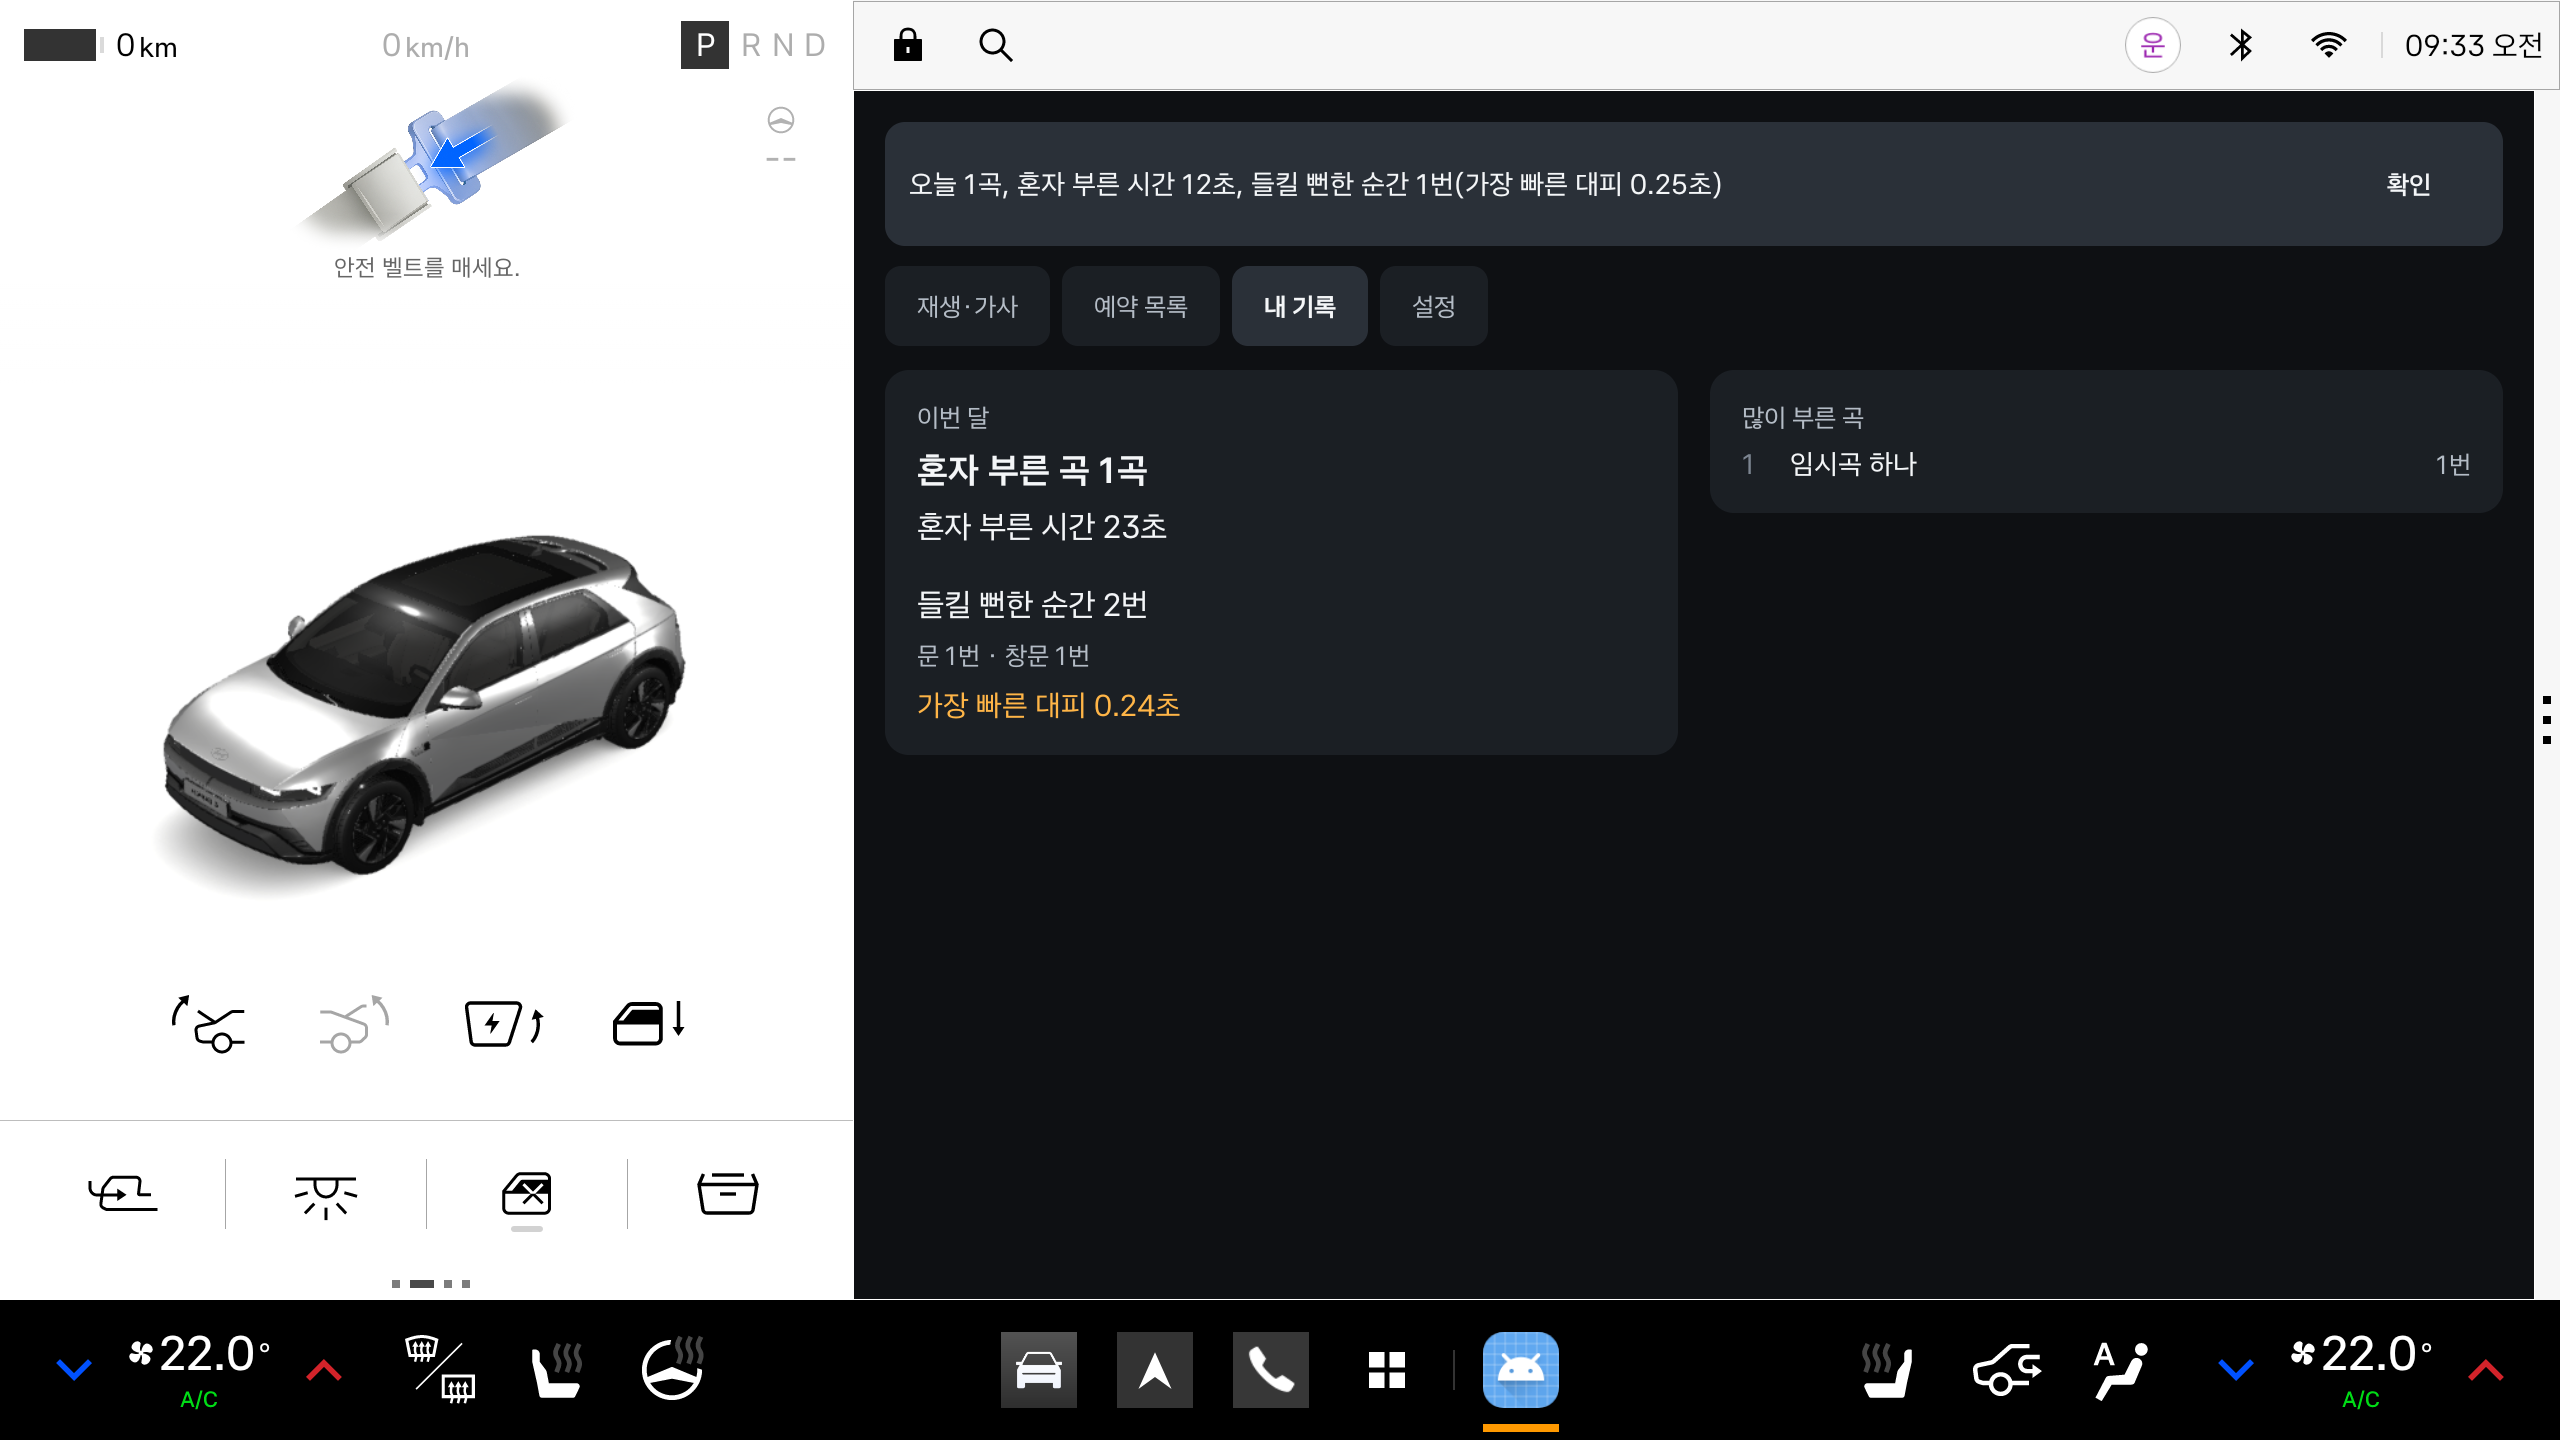 0 km
0 km/h
P R N D
안전 벨트를 매세요.
운
09:33 오전
오늘 1곡, 혼자 부른 시간 12초, 들킬 뻔한 순간 1번(가장 빠른 대피 0.25초)
확인
재생·가사
예약 목록
내 기록
설정
이번 달
혼자 부른 곡 1곡
혼자 부른 시간 23초
들킬 뻔한 순간 2번
문 1번 · 창문 1번
가장 빠른 대피 0.24초
많이 부른 곡
1 임시곡 하나 1번
22.0°
A/C
A
22.0°
A/C